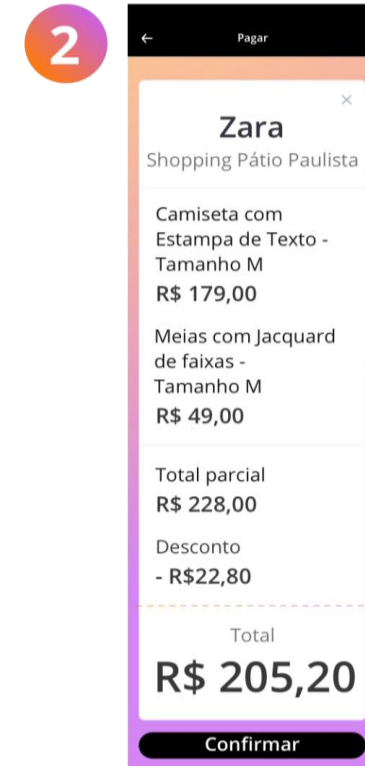 2
Pagar
Zara
Shopping Pátio Paulista
Camiseta com
Estampa de Texto -
Tamanho M
R$ 179,00
Meias com Jacquard
de faixas -
Tamanho M
R$ 49,00
Total parcial
R$ 228,00
Desconto
- R$22,80
Total
R$ 205,20
Confirmar